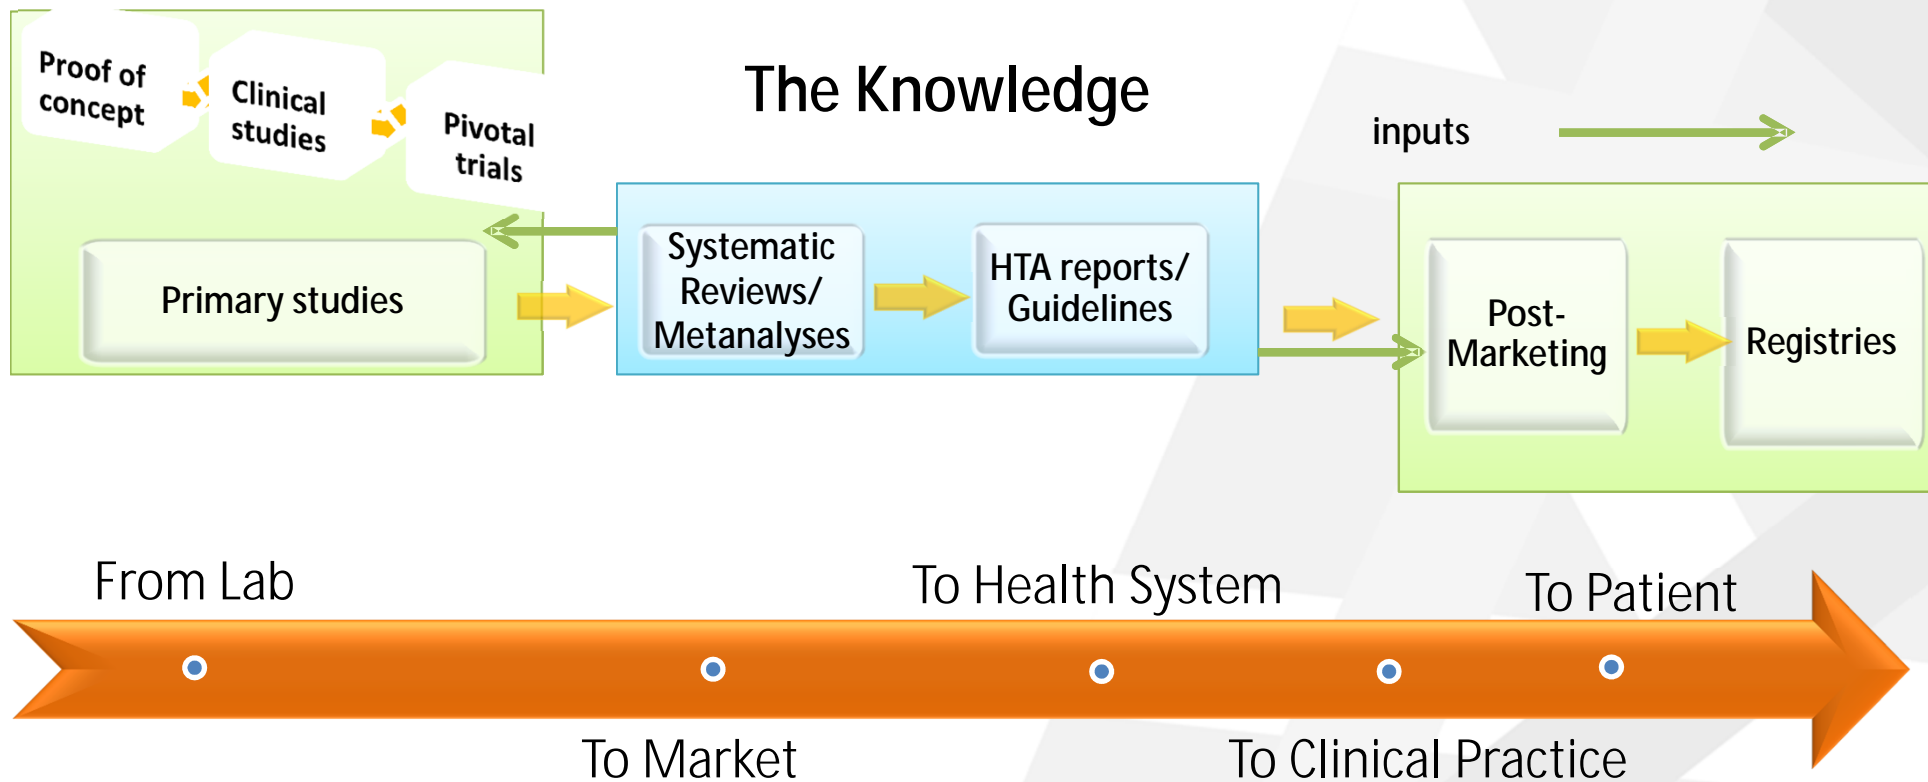 Proof of
concept
Clinical
studies
Pivotal
trials
The Knowledge
inputs
Primary studies
Systematic
Reviews/
Metanalyses
HTA reports/
Guidelines
Post-
Marketing
Registries
From Lab
To Health System
To Patient
To Market
To Clinical Practice